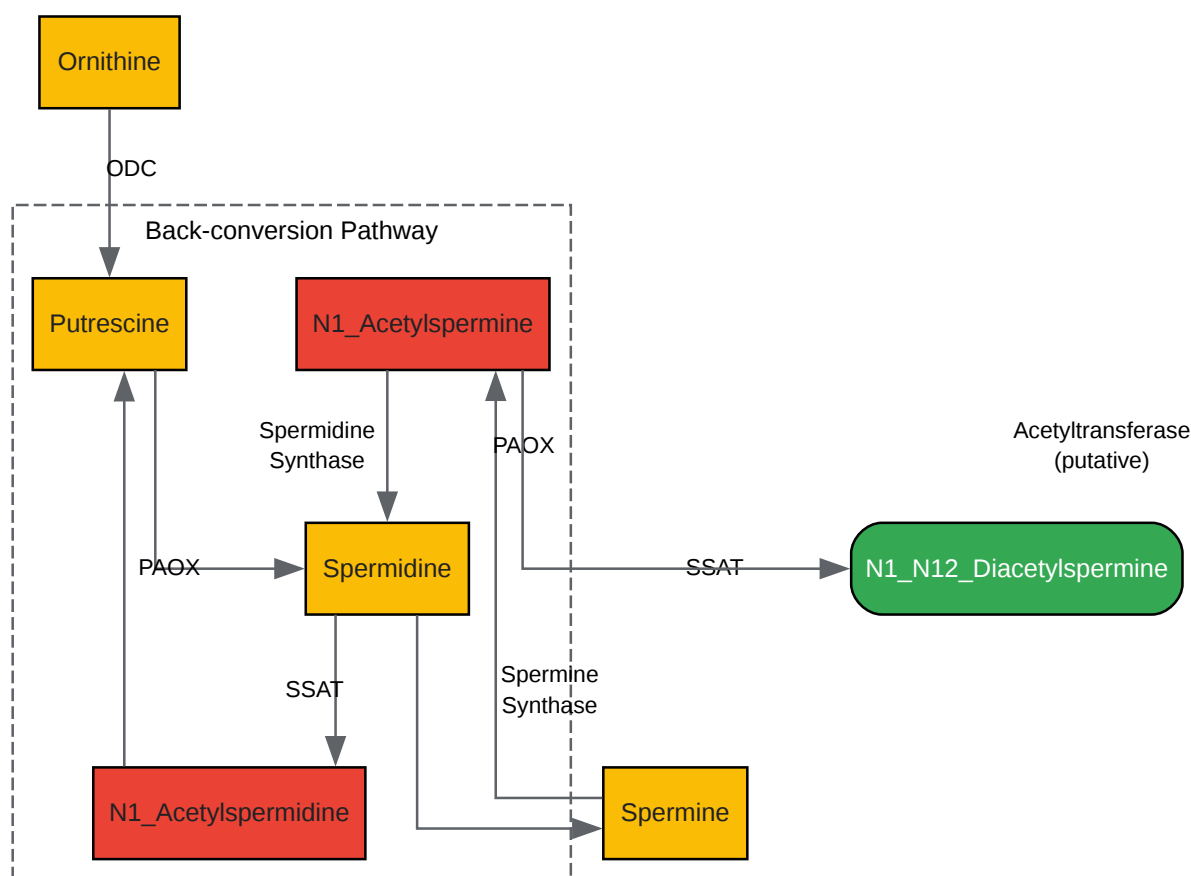 Ornithine
ODC
Back-conversion Pathway
Putrescine
N1_Acetylspermine
Spermidine
Synthase
PAOX
Acetyltransferase
(putative)
PAOX
Spermidine
SSAT
N1_N12_Diacetylspermine
SSAT
Spermine
Synthase
N1_Acetylspermidine
Spermine